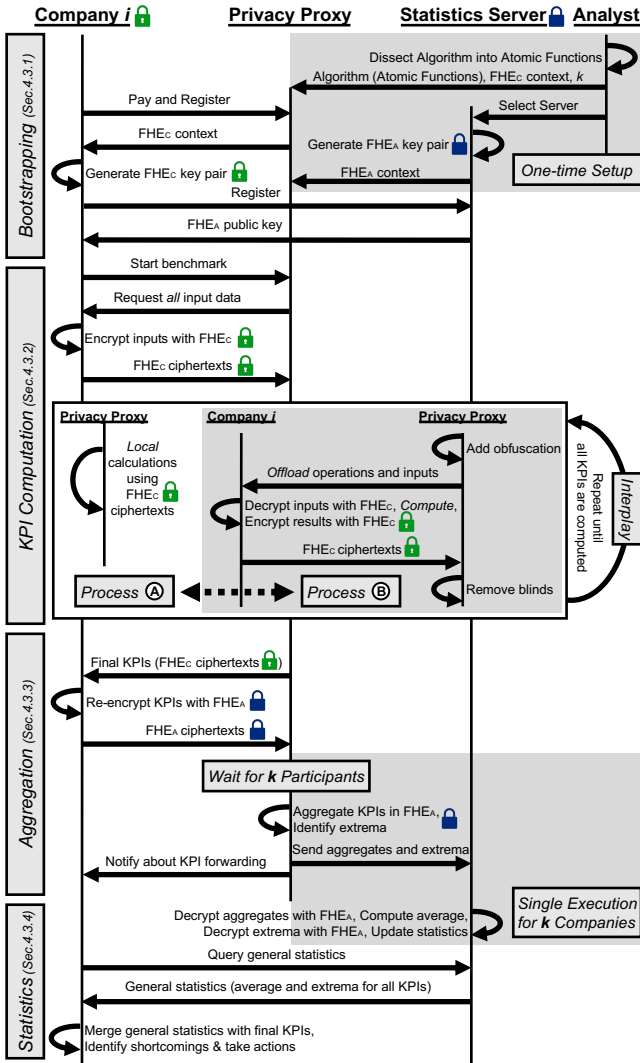 Company i
Privacy Proxy
Statistics Server
Analyst
Bootstrapping (Sec.4.3.1)
Dissect Algorithm into Atomic Functions
Algorithm (Atomic Functions), FHEC context, k
Pay and Register
Select Server
FHEC context
Generate FHEA key pair
Generate FHEC key pair
FHEA context
One-time Setup
Register
FHEA public key
KPI Computation (Sec.4.3.2)
Start benchmark
Request all input data
Encrypt inputs with FHEC
FHEC ciphertexts
Privacy Proxy
Company i
Privacy Proxy
Local
calculations
using
FHEC
ciphertexts
Add obfuscation
Offload operations and inputs
Decrypt inputs with FHEC, Compute,
Encrypt results with FHEC
FHEC ciphertexts
Process A
Process B
Remove blinds
Repeat until
all KPIs are computed
Interplay
Aggregation (Sec.4.3.3)
Final KPIs (FHEC ciphertexts)
Re-encrypt KPIs with FHEA
FHEA ciphertexts
Wait for k Participants
Aggregate KPIs in FHEA,
Identify extrema
Send aggregates and extrema
Notify about KPI forwarding
Single Execution
for k Companies
Statistics (Sec.4.3.4)
Decrypt aggregates with FHEA, Compute average,
Decrypt extrema with FHEA, Update statistics
Query general statistics
General statistics (average and extrema for all KPIs)
Merge general statistics with final KPIs,
Identify shortcomings & take actions